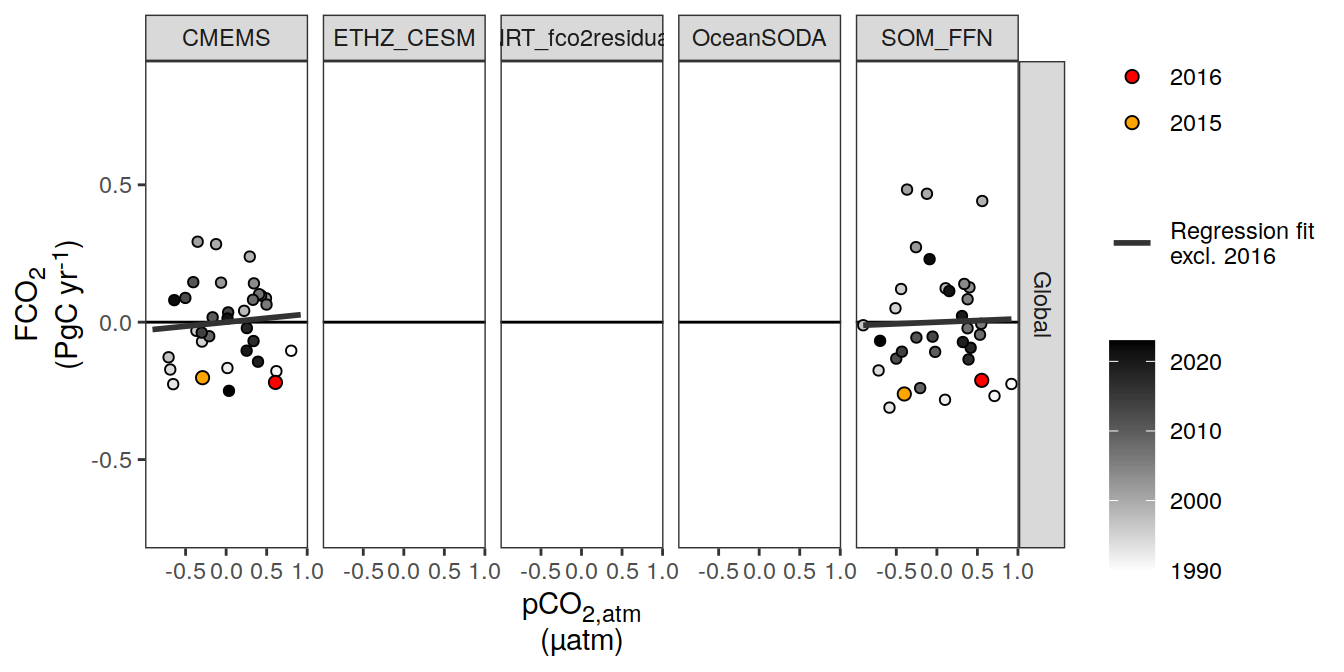 CMEMS
ETHZ_CESM
NRT_fco2residua
OceanSODA
SOM_FFN
Global
FCO2
(PgC yr-1)
0.5
0.0
-0.5
-0.5 0.0 0.5 1.0
-0.5 0.0 0.5 1.0
-0.5 0.0 0.5 1.0
-0.5 0.0 0.5 1.0
-0.5 0.0 0.5 1.0
pCO2,atm
(µatm)
2016
2015
Regression fit
excl. 2016
2020
2010
2000
1990